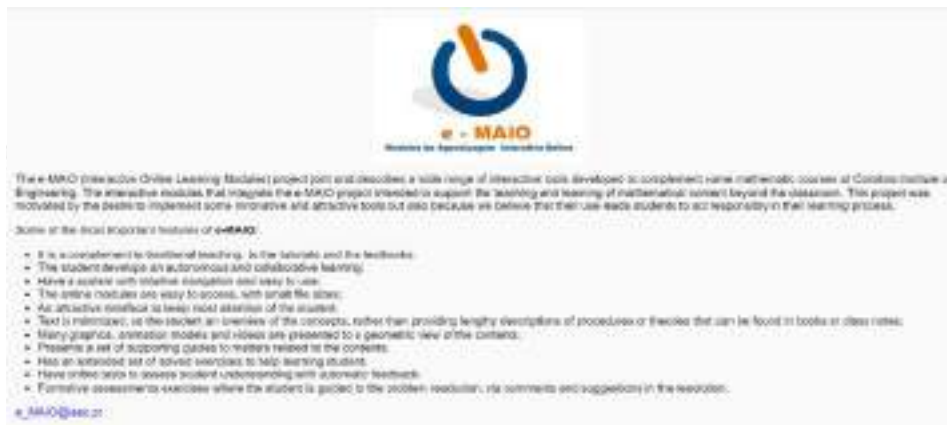 e - MAIO
Modulos de Aprendizagem Interactiva Online
The e-MAIO (Interactive Online Learning Modules) project joint and describes a wide range of interactive tools developed to complement some mathematic courses at Coimbra Institute of
Engineering. The interactive modules that integrate the e-MAIO project intended to support the teaching and learning of mathematical content beyond the classroom. This project was
motivated by the desire to implement some innovative and attractive tools but also because we believe that their use leads students to act responsibly in their learning process.
Some of the most important features of e-MAIO:
It is a complement to traditional teaching, to the tutorials and the textbooks;
The student develops an autonomous and collaborative learning;
Have a system with intuitive navigation and easy to use;
The online modules are easy to access, with small file sizes;
An attractive interface to keep most attention of the student;
Text is minimized, so the student an overview of the concepts, rather than providing lengthy descriptions of procedures or theories that can be found in books or class notes;
Many graphics, animation models and videos are presented to a geometric view of the contents;
Presents a set of supporting guides to matters related to the contents;
Has an extended set of solved exercises to help learning student;
Have online tests to assess student understanding with automatic feedback;
Formative assessments exercises where the student is guided to the problem resolution, via comments and suggestions in the resolution.
e_MAIO@isec.pt